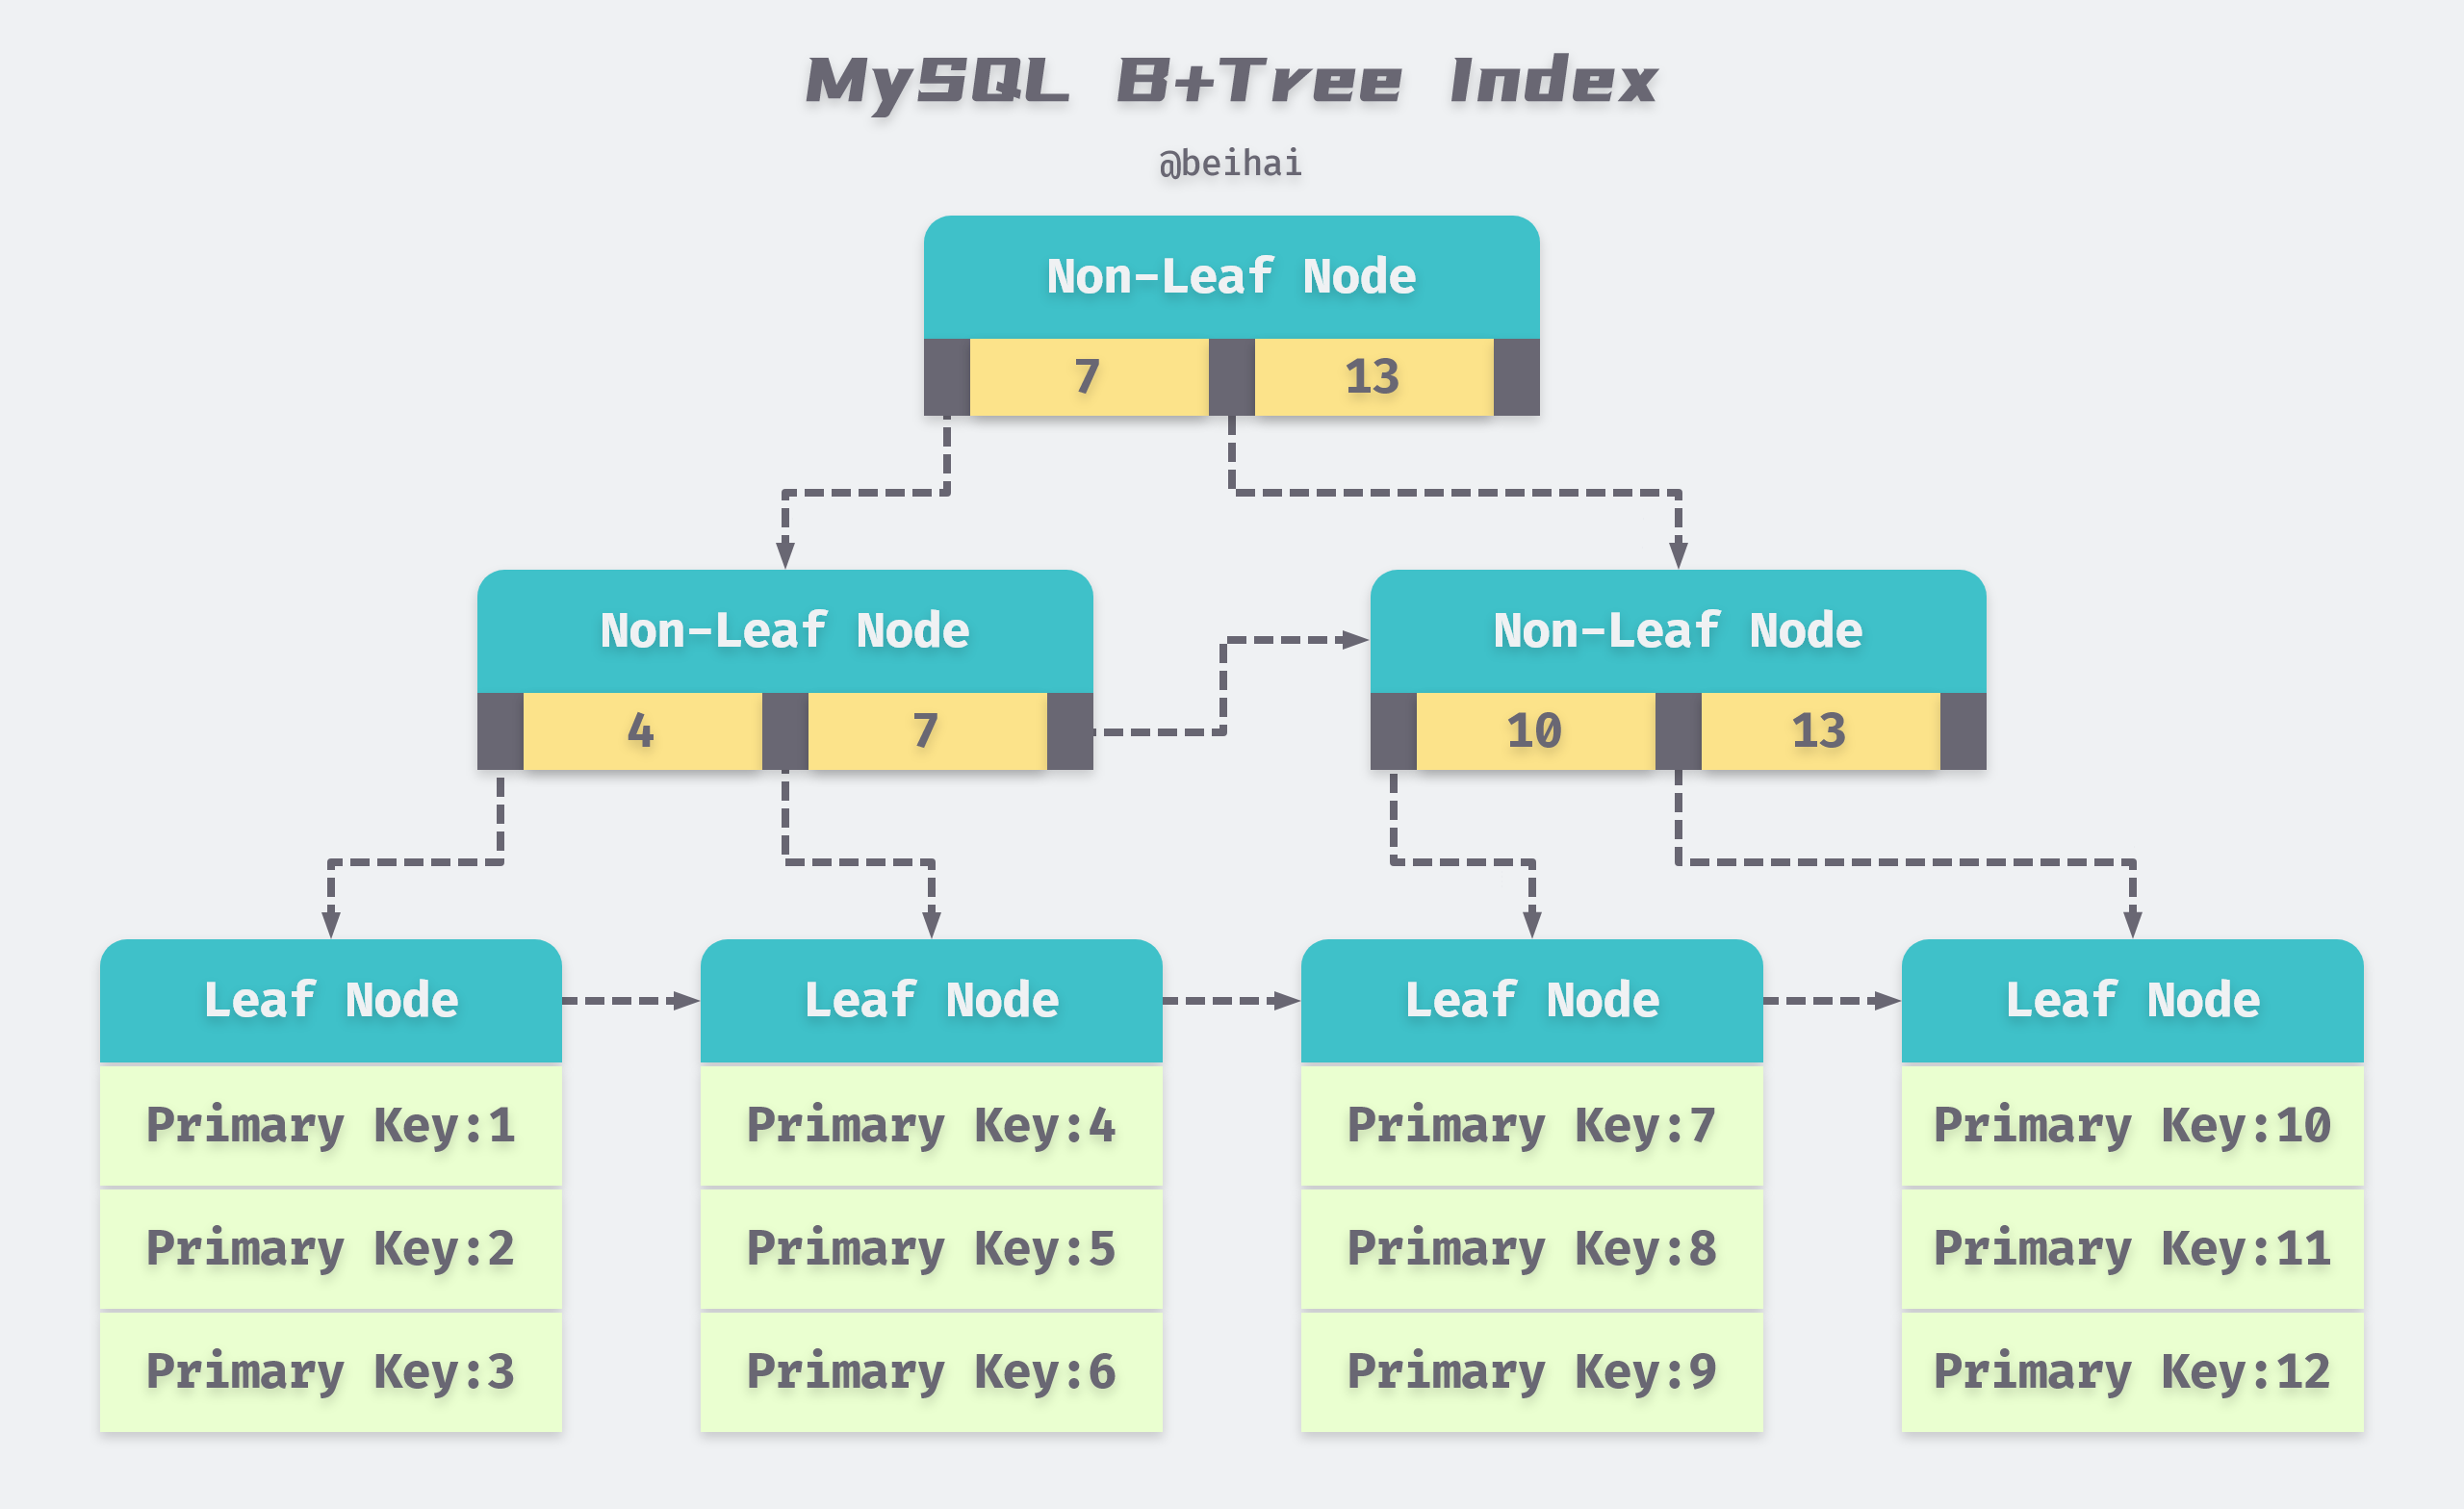 MySQL B+Tree Index
@beihai
Non-Leaf Node
7 13
Non-Leaf Node Non-Leaf Node
4 7 10 13
Leaf Node Leaf Node Leaf Node Leaf Node
Primary Key:1 Primary Key:4 Primary Key:7 Primary Key:10
Primary Key:2 Primary Key:5 Primary Key:8 Primary Key:11
Primary Key:3 Primary Key:6 Primary Key:9 Primary Key:12